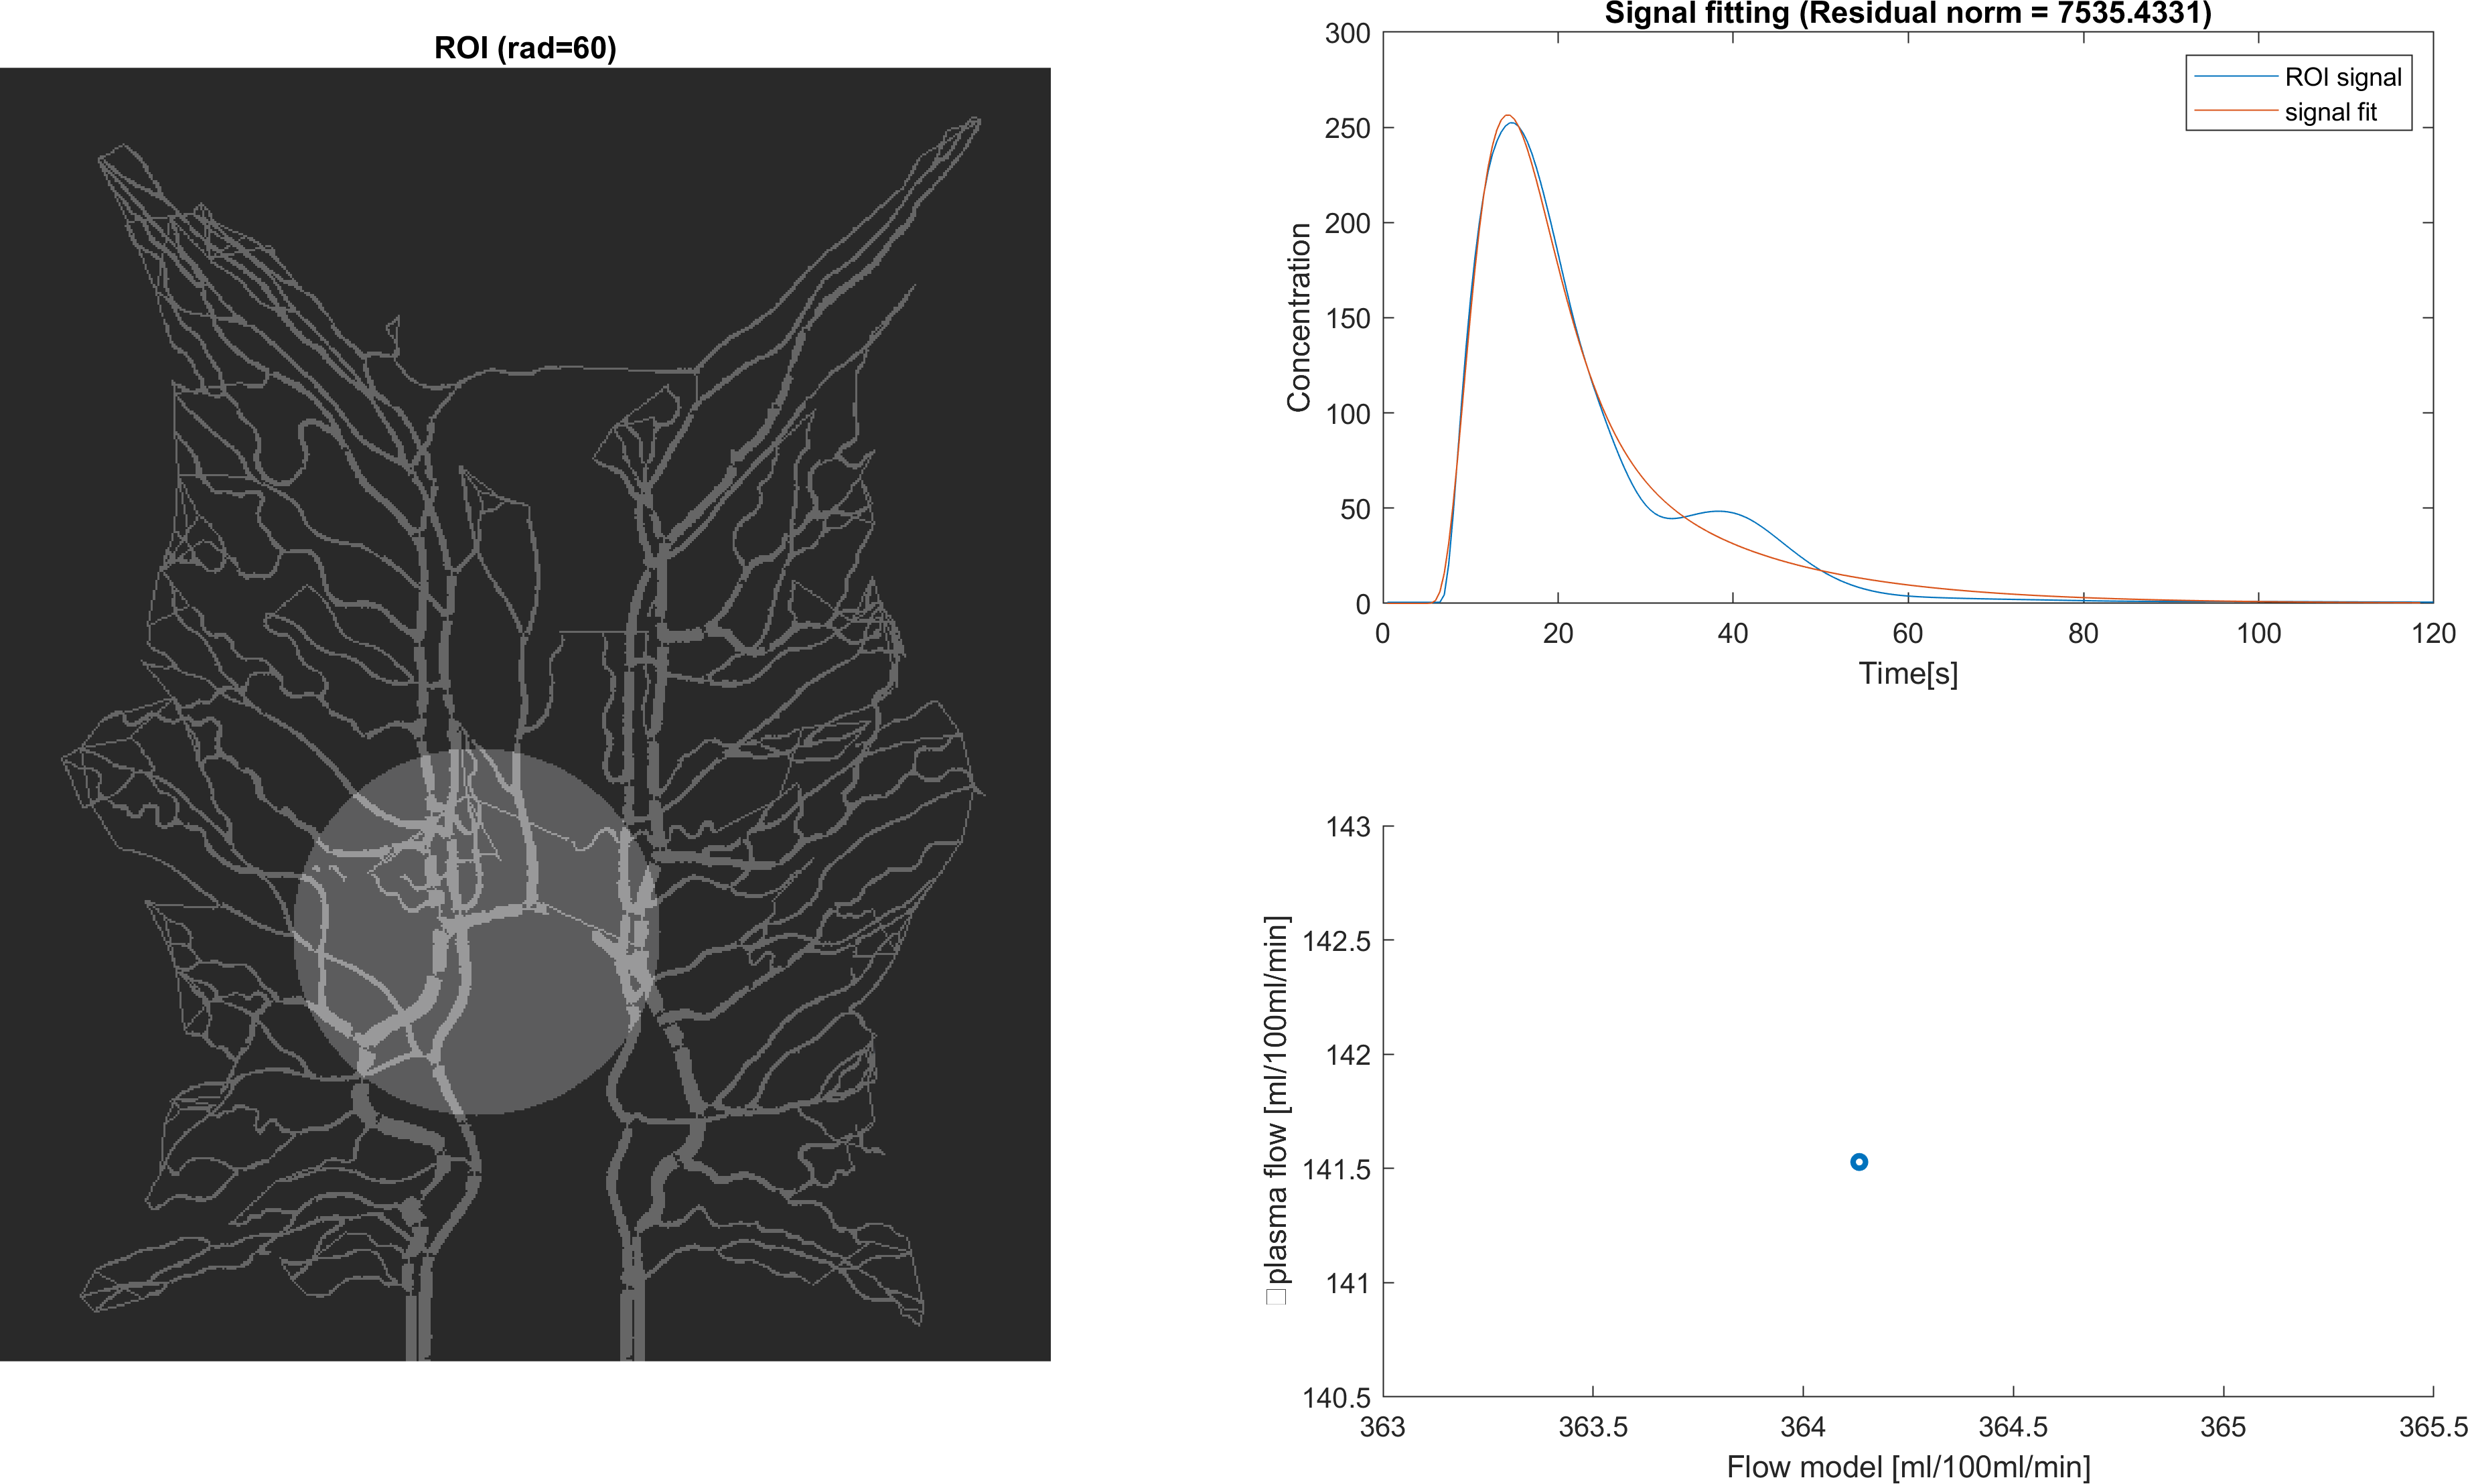 ROI (rad=60)
Signal fitting (Residual norm = 7535.4331)
300
250
200
150
100
50
0
Concentration
ROI signal
signal fit
0 20 40 60 80 100 120
Time[s]
143
142.5
142
141.5
141
140.5
□plasma flow [ml/100ml/min]
363 363.5 364 364.5 365 365.5
Flow model [ml/100ml/min]